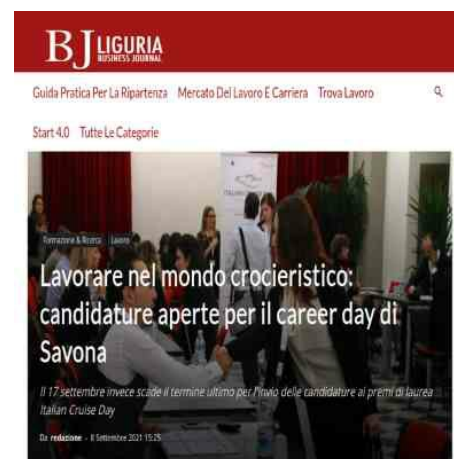 BJ LIGURIA
BUSINESS JOURNAL
Guida Pratica Per La Ripartenza Mercato Del Lavoro E Carriera Trova Lavoro
Start 4.0 Tutte Le Categorie
Formazione & Ricerca Lavoro
Lavorare nel mondo crocieristico:
candidature aperte per il career day di
Savona
Il 17 settembre invece scade il termine ultimo per l'invio delle candidature ai premi di laurea
Italian Cruise Day
Da redazione - 8 Settembre 2021 15:25